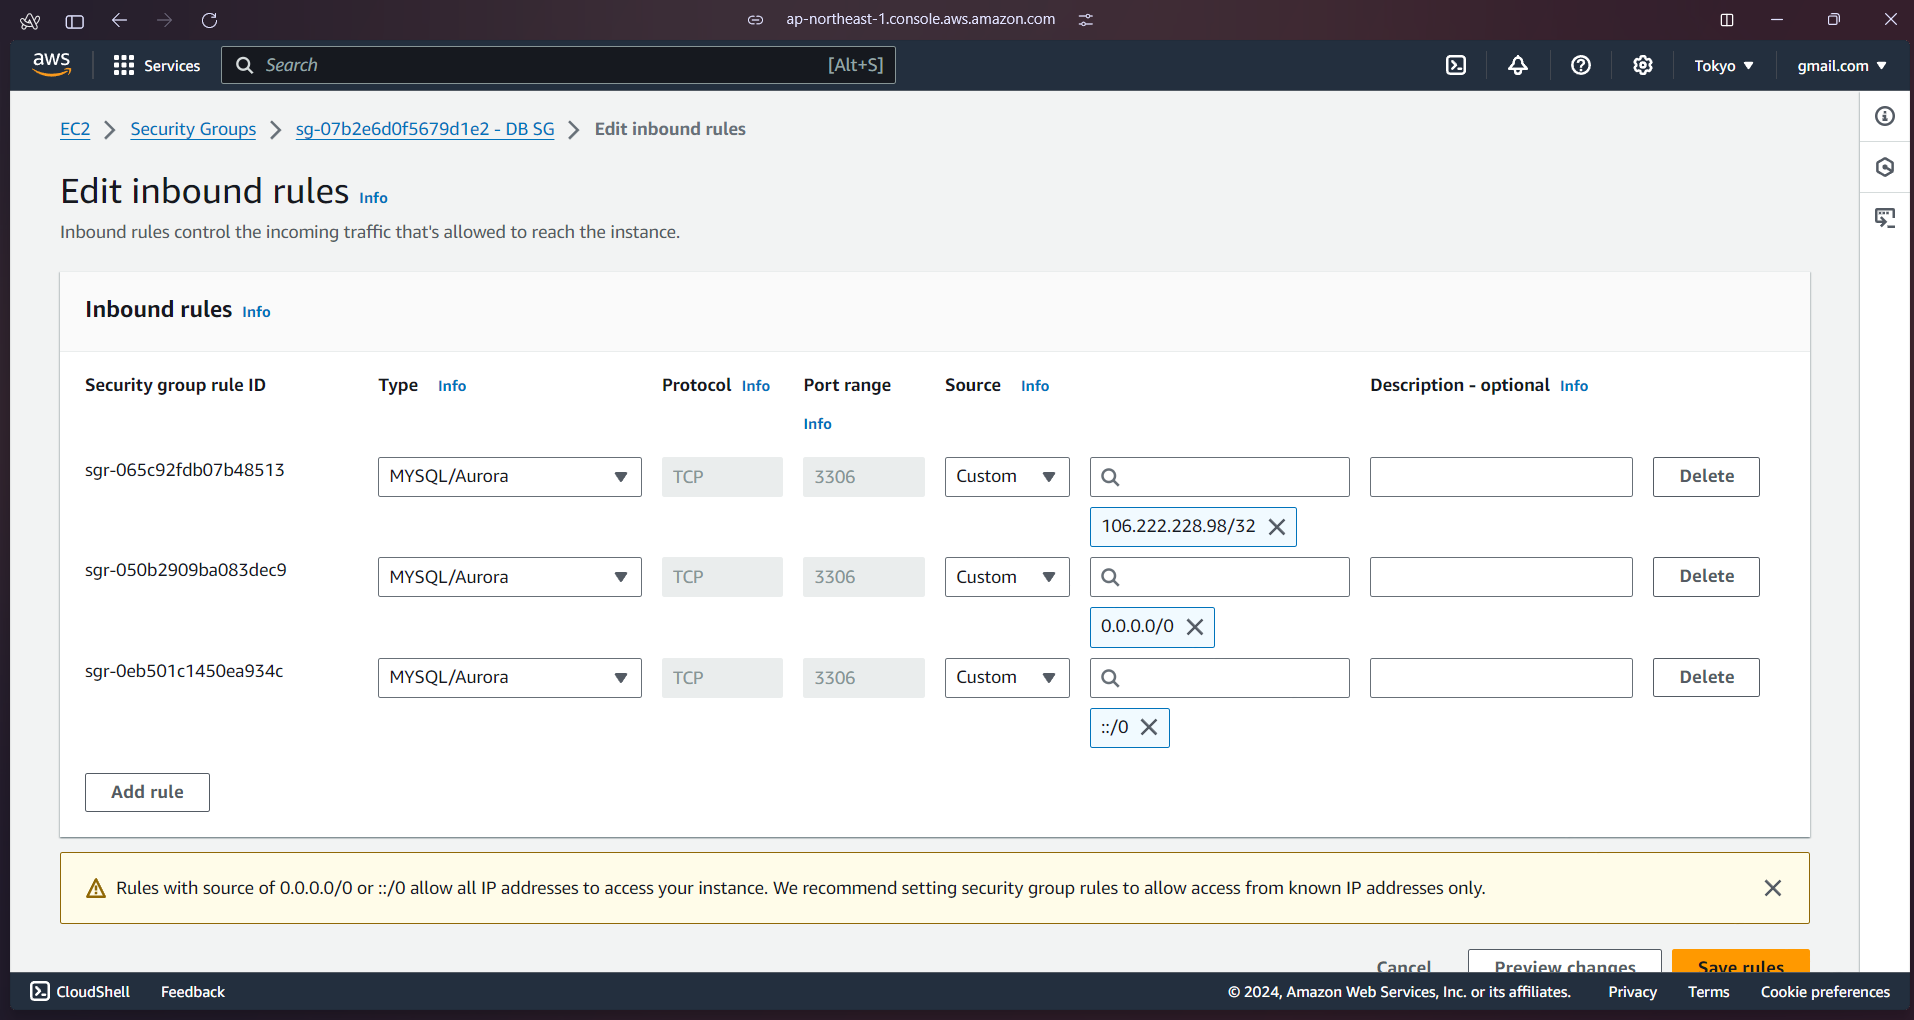 ap-northeast-1.console.aws.amazon.com
aws Services Search [Alt+S] Tokyo gmail.com
EC2 Security Groups sg-07b2e6d0f5679d1e2 - DB SG Edit inbound rules
Edit inbound rules Info
Inbound rules control the incoming traffic that's allowed to reach the instance.
Inbound rules Info
Security group rule ID Type Info Protocol Info Port range Source Info Description - optional Info
Info
sgr-065c92fdb07b48513 MYSQL/Aurora TCP 3306 Custom Delete
106.222.228.98/32
sgr-050b2909ba083dec9 MYSQL/Aurora TCP 3306 Custom Delete
0.0.0.0/0
sgr-0eb501c1450ea934c MYSQL/Aurora TCP 3306 Custom Delete
::/0
Add rule
Rules with source of 0.0.0.0/0 or ::/0 allow all IP addresses to access your instance. We recommend setting security group rules to allow access from known IP addresses only.
Cancel Preview changes Save rules
CloudShell Feedback © 2024, Amazon Web Services, Inc. or its affiliates. Privacy Terms Cookie preferences